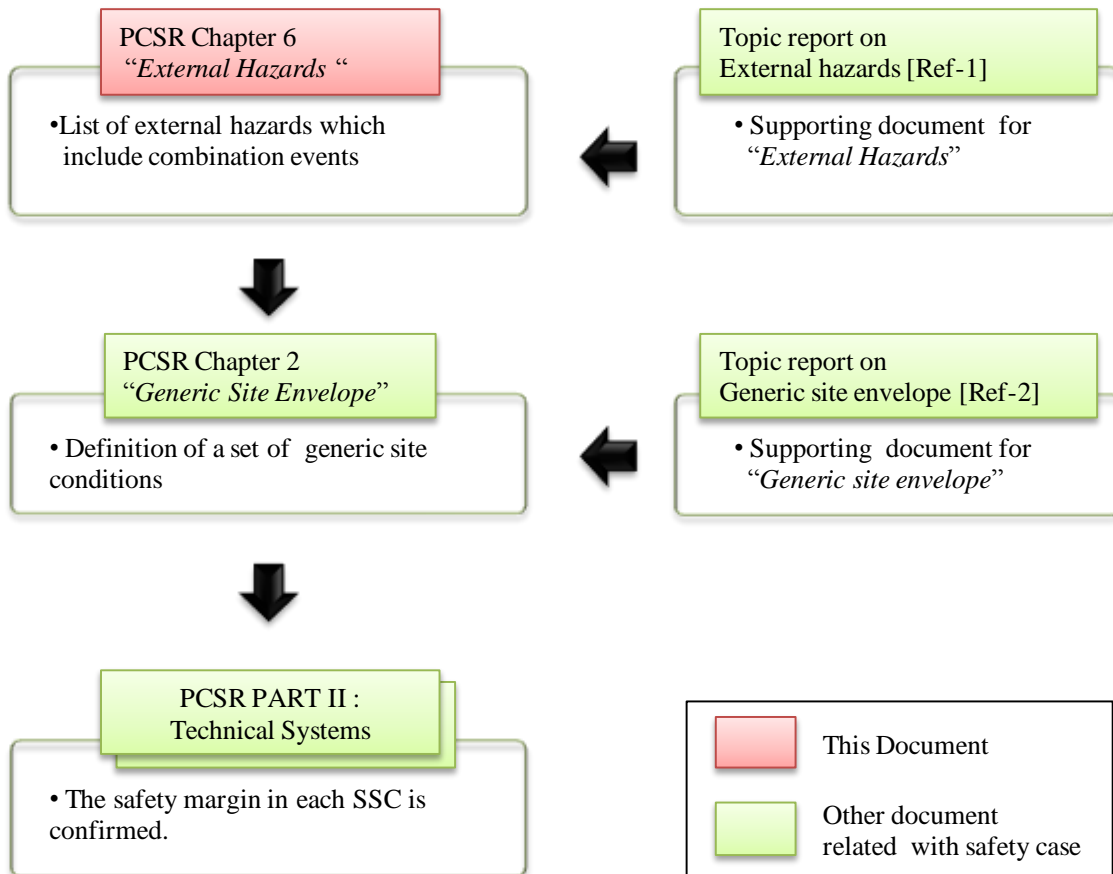 PCSR Chapter 6
“External Hazards “
•List of external hazards which
include combination events
Topic report on
External hazards [Ref-1]
• Supporting document for
“External Hazards”
PCSR Chapter 2
“Generic Site Envelope”
• Definition of a set of generic site
conditions
Topic report on
Generic site envelope [Ref-2]
• Supporting document for
“Generic site envelope”
PCSR PART II :
Technical Systems
• The safety margin in each SSC is
confirmed.
This Document
Other document
related with safety case